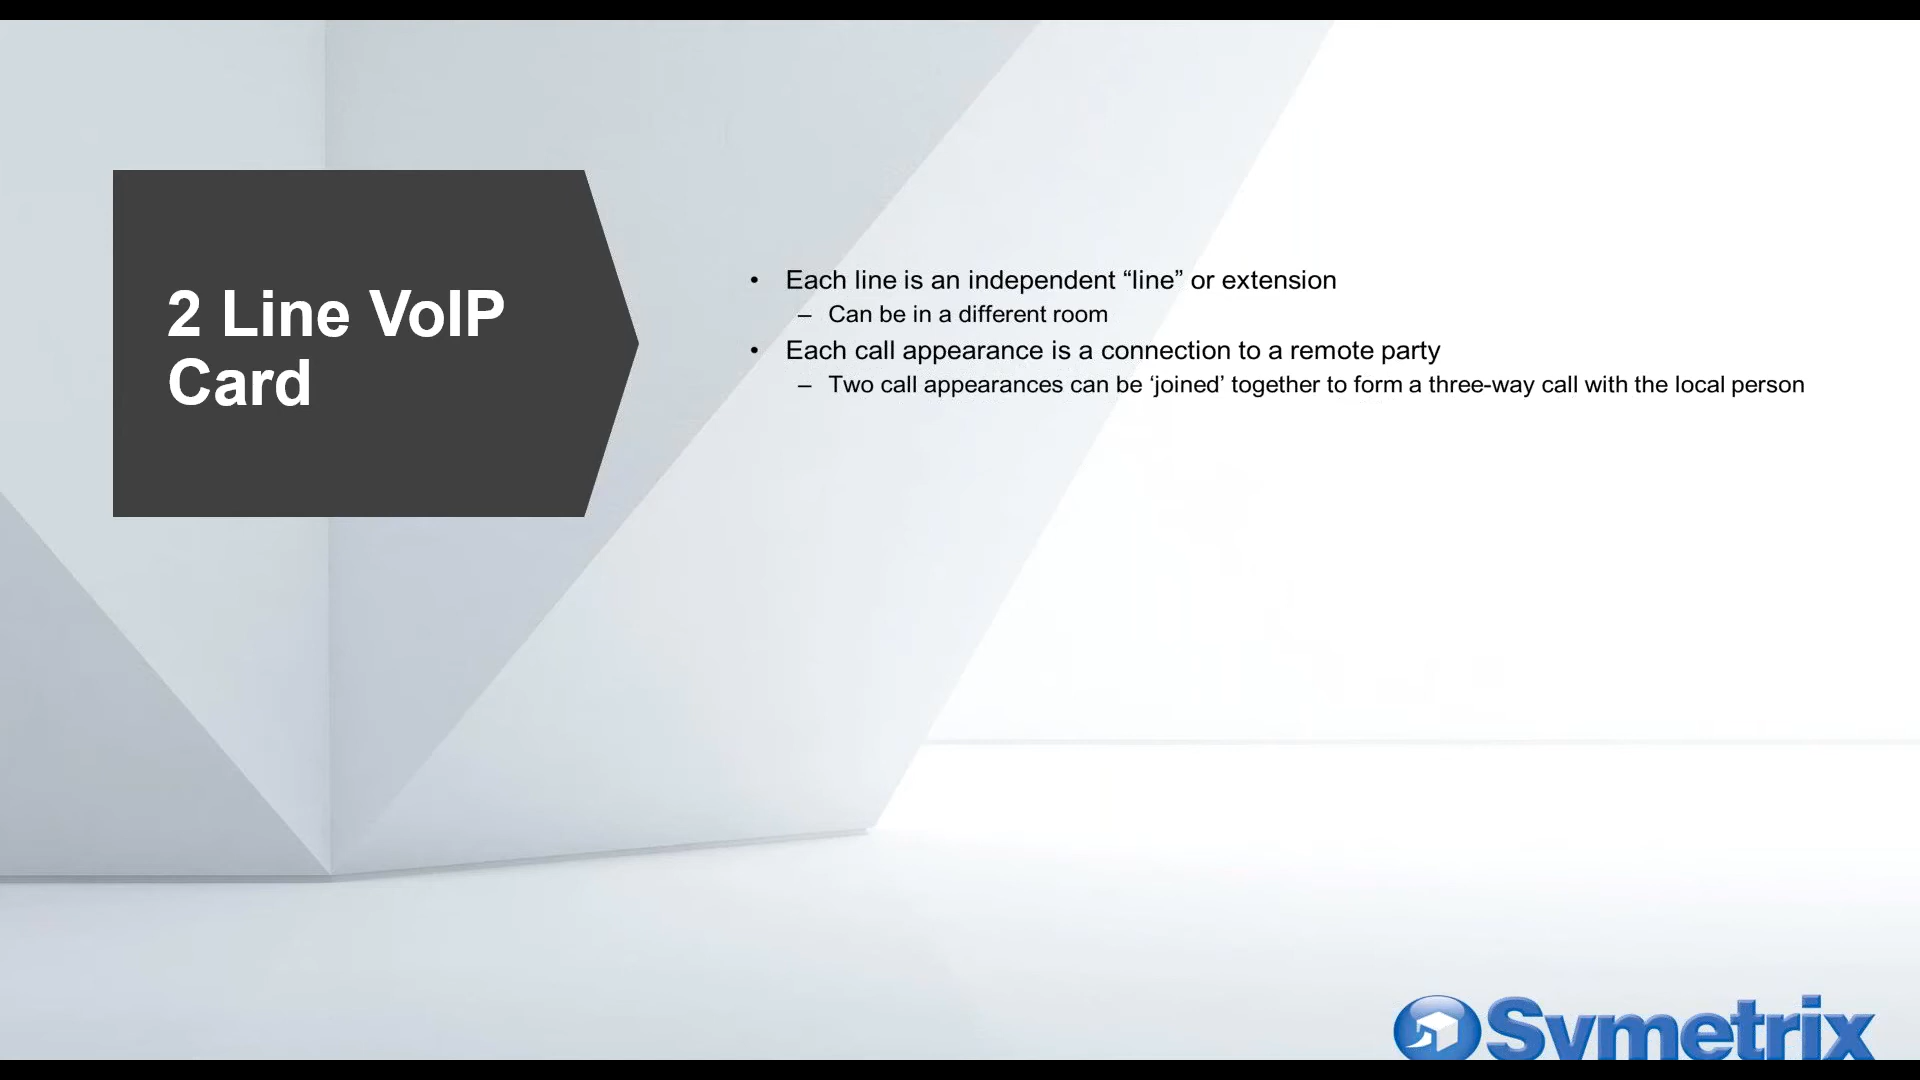 2 Line VoIP
Card
• Each line is an independent “line” or extension
– Can be in a different room
• Each call appearance is a connection to a remote party
– Two call appearances can be ‘joined’ together to form a three-way call with the local person
Symetrix